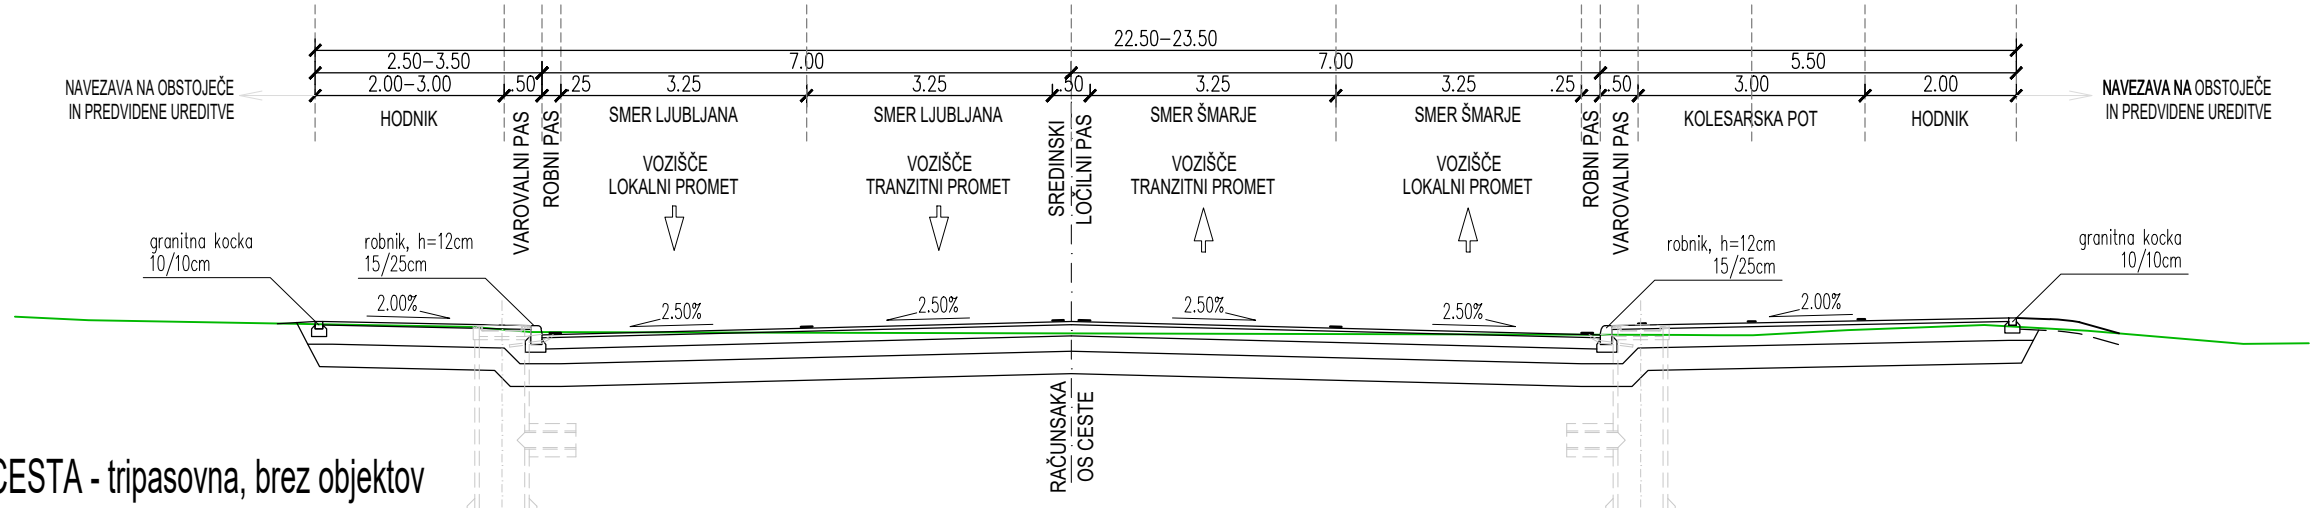 22.50–23.50
2.50–3.50 7.00 7.00 5.50
2.00–3.00 .50 .25 3.25 3.25 .50 3.25 3.25 .25 .50 3.00 2.00
NAVEZAVA NA OBSTOJEČE
IN PREDVIDENE UREDITVE
HODNIK
VAROVALNI PAS
ROBNI PAS
SMER LJUBLJANA
VOZIŠČE
LOKALNI PROMET
SMER LJUBLJANA
VOZIŠČE
TRANZITNI PROMET
SREDINSKI
LOČILNI PAS
SMER ŠMARJE
VOZIŠČE
TRANZITNI PROMET
SMER ŠMARJE
VOZIŠČE
LOKALNI PROMET
ROBNI PAS
VAROVALNI PAS
KOLESARSKA POT
HODNIK
NAVEZAVA NA OBSTOJEČE
IN PREDVIDENE UREDITVE
granitna kocka
10/10cm
robnik, h=12cm
15/25cm
robnik, h=12cm
15/25cm
granitna kocka
10/10cm
2.00% 2.50% 2.50% 2.50% 2.50% 2.00%
RAČUNSAKA
OS CESTE
CESTA - tripasovna, brez objektov